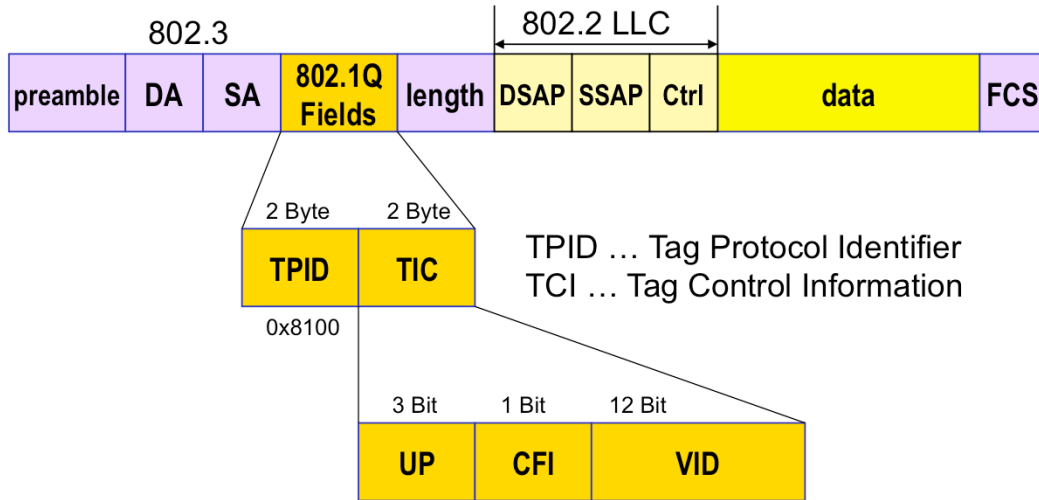 802.3
802.2 LLC
preamble
DA
SA
802.1Q
Fields
length
DSAP
SSAP
Ctrl
data
FCS
2 Byte
2 Byte
TPID
TIC
TPID … Tag Protocol Identifier
TCI … Tag Control Information
0x8100
3 Bit
1 Bit
12 Bit
UP
CFI
VID